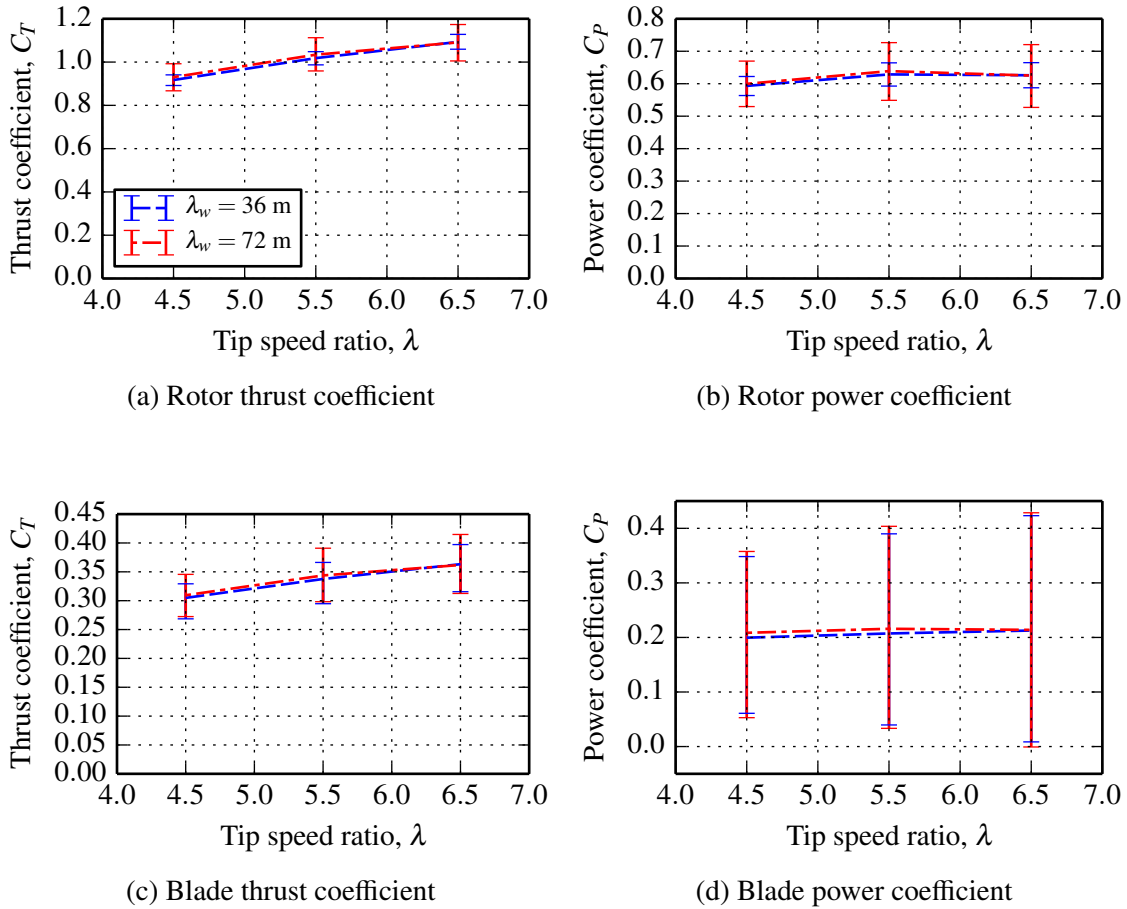 1.2
1.0
0.8
0.6
0.4
0.2
0.0
4.0 4.5 5.0 5.5 6.0 6.5 7.0
Thrust coefficient, C_T
Tip speed ratio, λ
λ_w = 36 m
λ_w = 72 m
(a) Rotor thrust coefficient
0.8
0.7
0.6
0.5
0.4
0.3
0.2
0.1
0.0
4.0 4.5 5.0 5.5 6.0 6.5 7.0
Power coefficient, C_P
Tip speed ratio, λ
(b) Rotor power coefficient
0.45
0.40
0.35
0.30
0.25
0.20
0.15
0.10
0.05
0.00
4.0 4.5 5.0 5.5 6.0 6.5 7.0
Thrust coefficient, C_T
Tip speed ratio, λ
(c) Blade thrust coefficient
0.4
0.3
0.2
0.1
0.0
4.0 4.5 5.0 5.5 6.0 6.5 7.0
Power coefficient, C_P
Tip speed ratio, λ
(d) Blade power coefficient